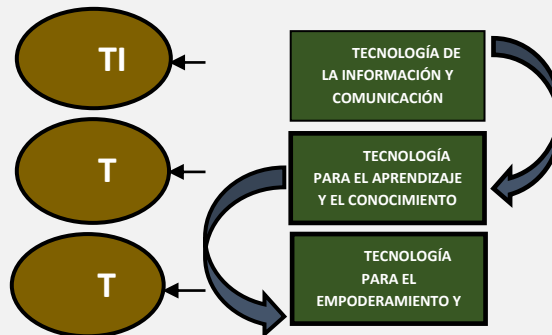 TI
TECNOLOGÍA DE
LA INFORMACIÓN Y
COMUNICACIÓN
T
TECNOLOGÍA
PARA EL APRENDIZAJE
Y EL CONOCIMIENTO
T
TECNOLOGÍA
PARA EL
EMPODERAMIENTO Y